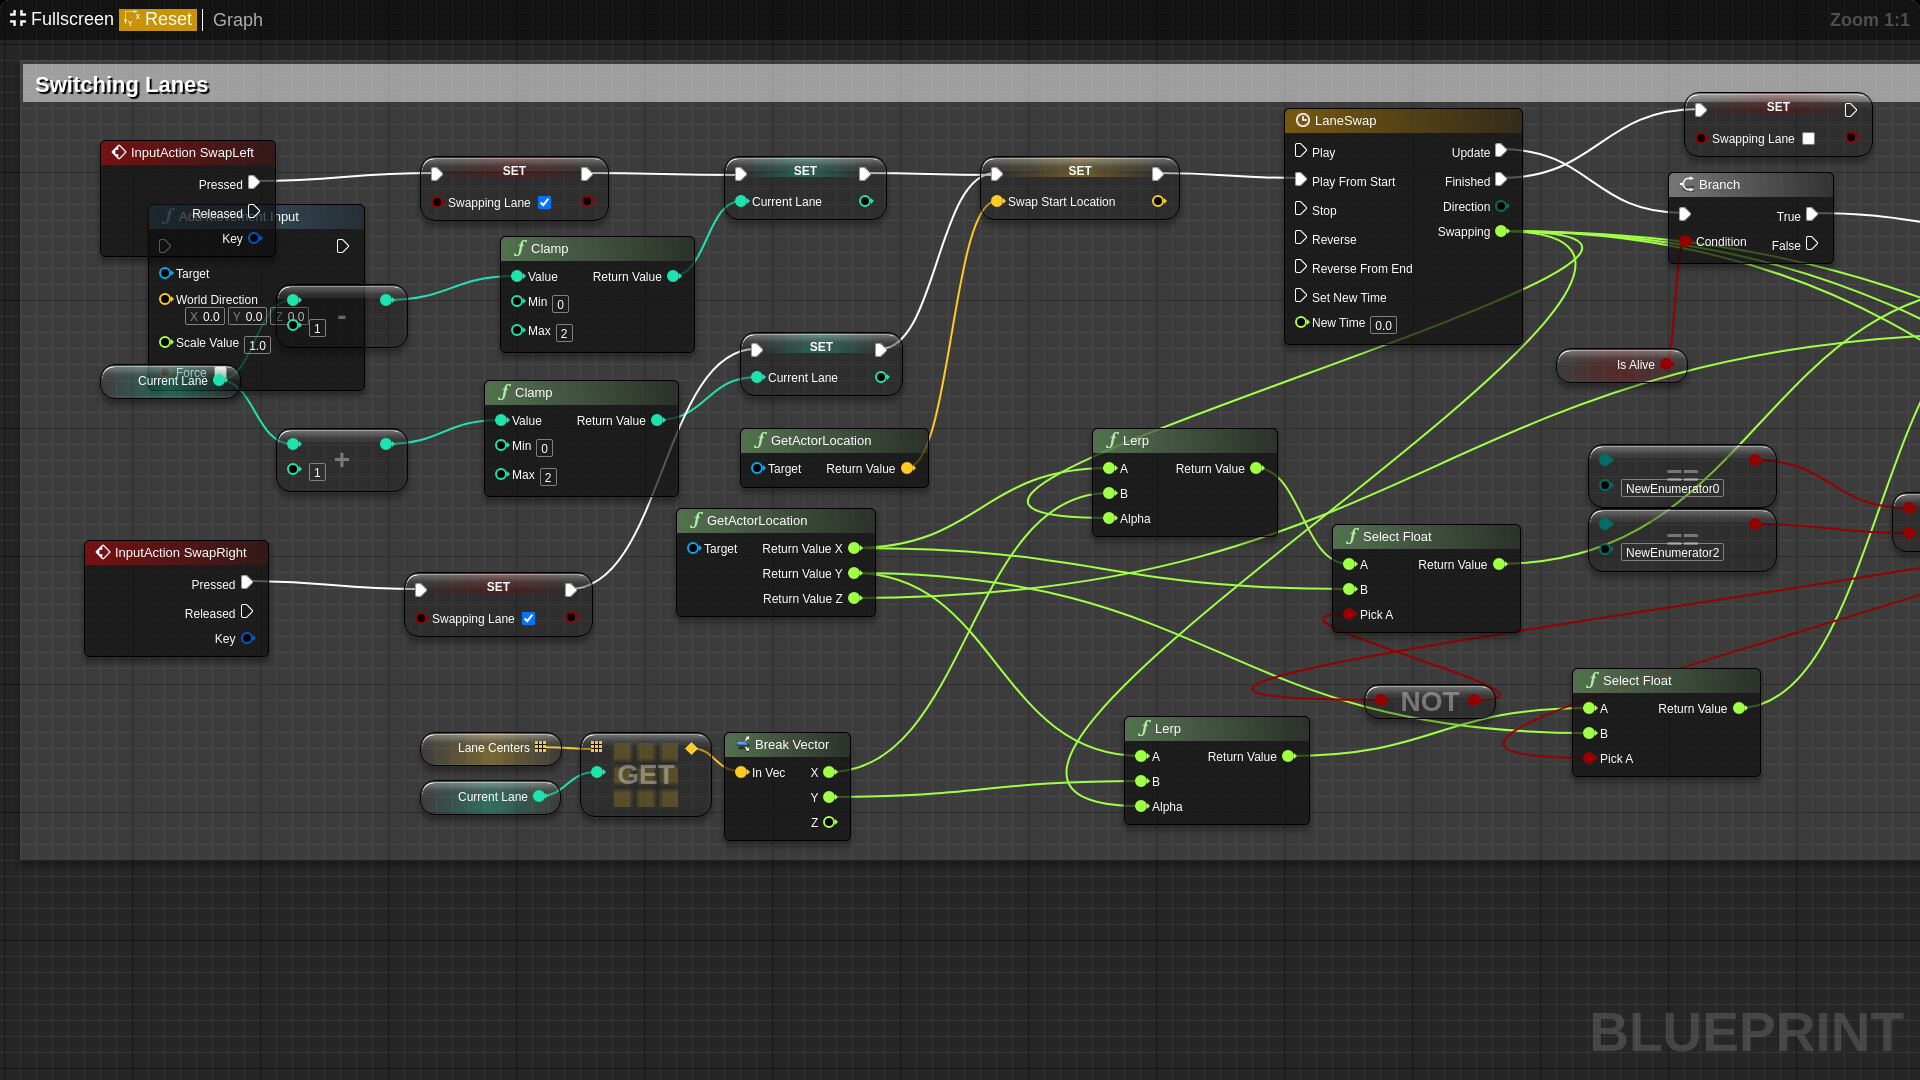 Fullscreen Reset Graph Zoom 1:1
Switching Lanes
InputAction SwapLeft
Pressed
Released
Key
Add Movement Input
Target
World Direction
X 0.0 Y 0.0 Z 0.0
Scale Value 1.0
Force
Current Lane
1 -
1 +
SET
Swapping Lane
Clamp
Value Return Value
Min 0
Max 2
Clamp
Value Return Value
Min 0
Max 2
SET
Current Lane
SET
Current Lane
SET
Swap Start Location
GetActorLocation
Target Return Value
GetActorLocation
Target Return Value X
Return Value Y
Return Value Z
InputAction SwapRight
Pressed
Released
Key
SET
Swapping Lane
Lane Centers
Current Lane
GET
Break Vector
In Vec X
Y
Z
LaneSwap
Play Update
Play From Start Finished
Stop Direction
Reverse Swapping
Reverse From End
Set New Time
New Time 0.0
SET
Swapping Lane
Branch
True
Condition False
Is Alive
Lerp
A Return Value
B
Alpha
Select Float
A Return Value
B
Pick A
==
NewEnumerator0
==
NewEnumerator2
NOT
Lerp
A Return Value
B
Alpha
Select Float
A Return Value
B
Pick A
BLUEPRINT